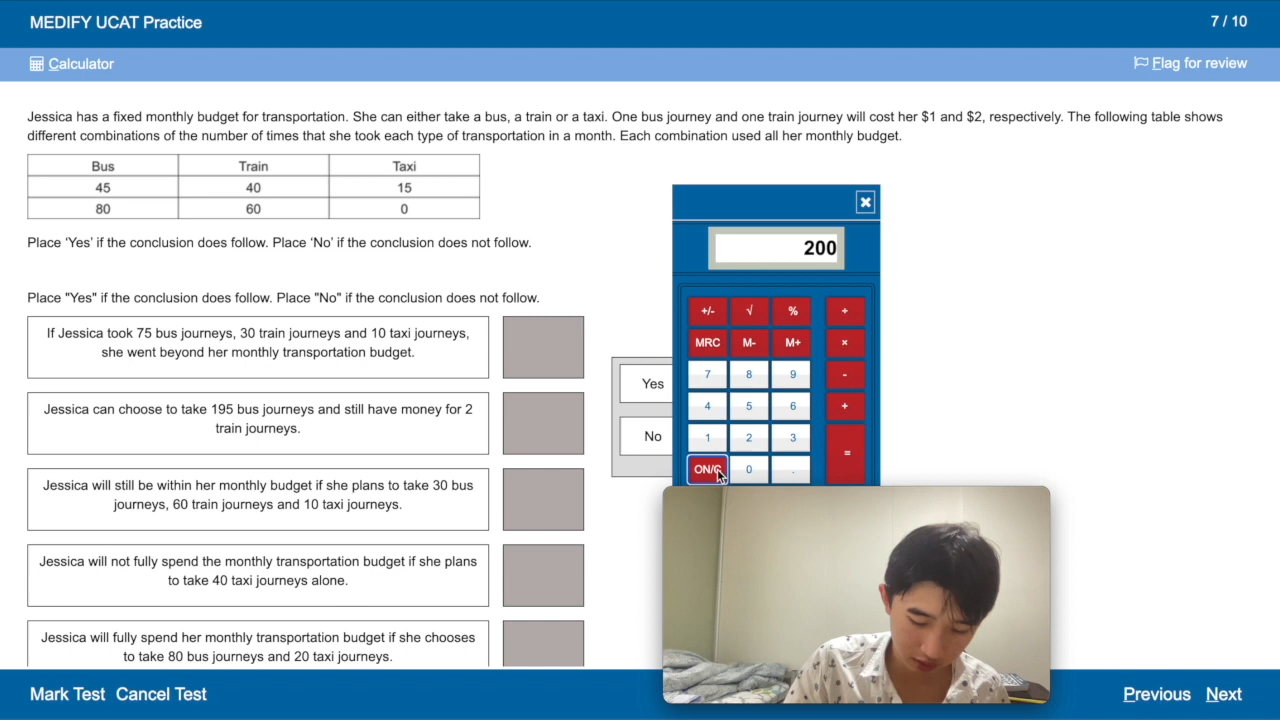 MEDIFY UCAT Practice
7 / 10
Calculator
Flag for review
Jessica has a fixed monthly budget for transportation. She can either take a bus, a train or a taxi. One bus journey and one train journey will cost her $1 and $2, respectively. The following table shows
different combinations of the number of times that she took each type of transportation in a month. Each combination used all her monthly budget.
Bus Train Taxi
45 40 15
80 60 0
Place ‘Yes’ if the conclusion does follow. Place ‘No’ if the conclusion does not follow.
Place "Yes" if the conclusion does follow. Place "No" if the conclusion does not follow.
If Jessica took 75 bus journeys, 30 train journeys and 10 taxi journeys,
she went beyond her monthly transportation budget.
Jessica can choose to take 195 bus journeys and still have money for 2
train journeys.
Jessica will still be within her monthly budget if she plans to take 30 bus
journeys, 60 train journeys and 10 taxi journeys.
Jessica will not fully spend the monthly transportation budget if she plans
to take 40 taxi journeys alone.
Jessica will fully spend her monthly transportation budget if she chooses
to take 80 bus journeys and 20 taxi journeys.
Yes
No
200
+/- √ % ÷
MRC M- M+ ×
7 8 9 -
4 5 6 +
1 2 3 =
ON/C 0 .
Mark Test Cancel Test
Previous Next